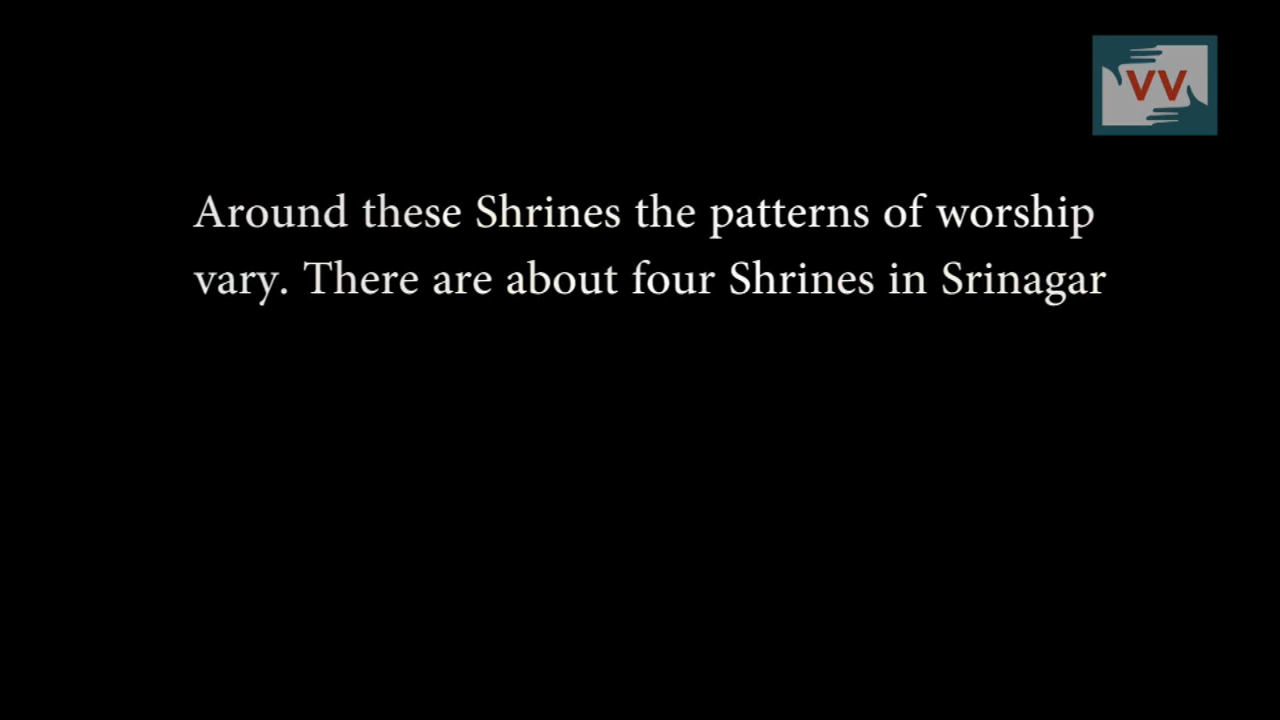 VV
Around these Shrines the patterns of worship
vary. There are about four Shrines in Srinagar